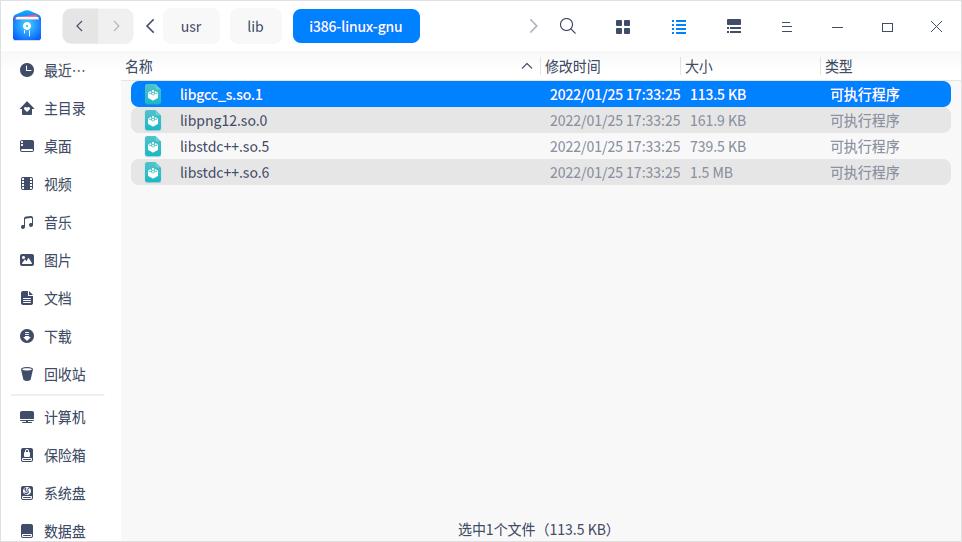 usr lib i386-linux-gnu
名称 修改时间 大小 类型
最近···
主目录
桌面
视频
音乐
图片
文档
下载
回收站
计算机
保险箱
系统盘
数据盘
libgcc_s.so.1 2022/01/25 17:33:25 113.5 KB 可执行程序
libpng12.so.0 2022/01/25 17:33:25 161.9 KB 可执行程序
libstdc++.so.5 2022/01/25 17:33:25 739.5 KB 可执行程序
libstdc++.so.6 2022/01/25 17:33:25 1.5 MB 可执行程序
选中1个文件（113.5 KB）